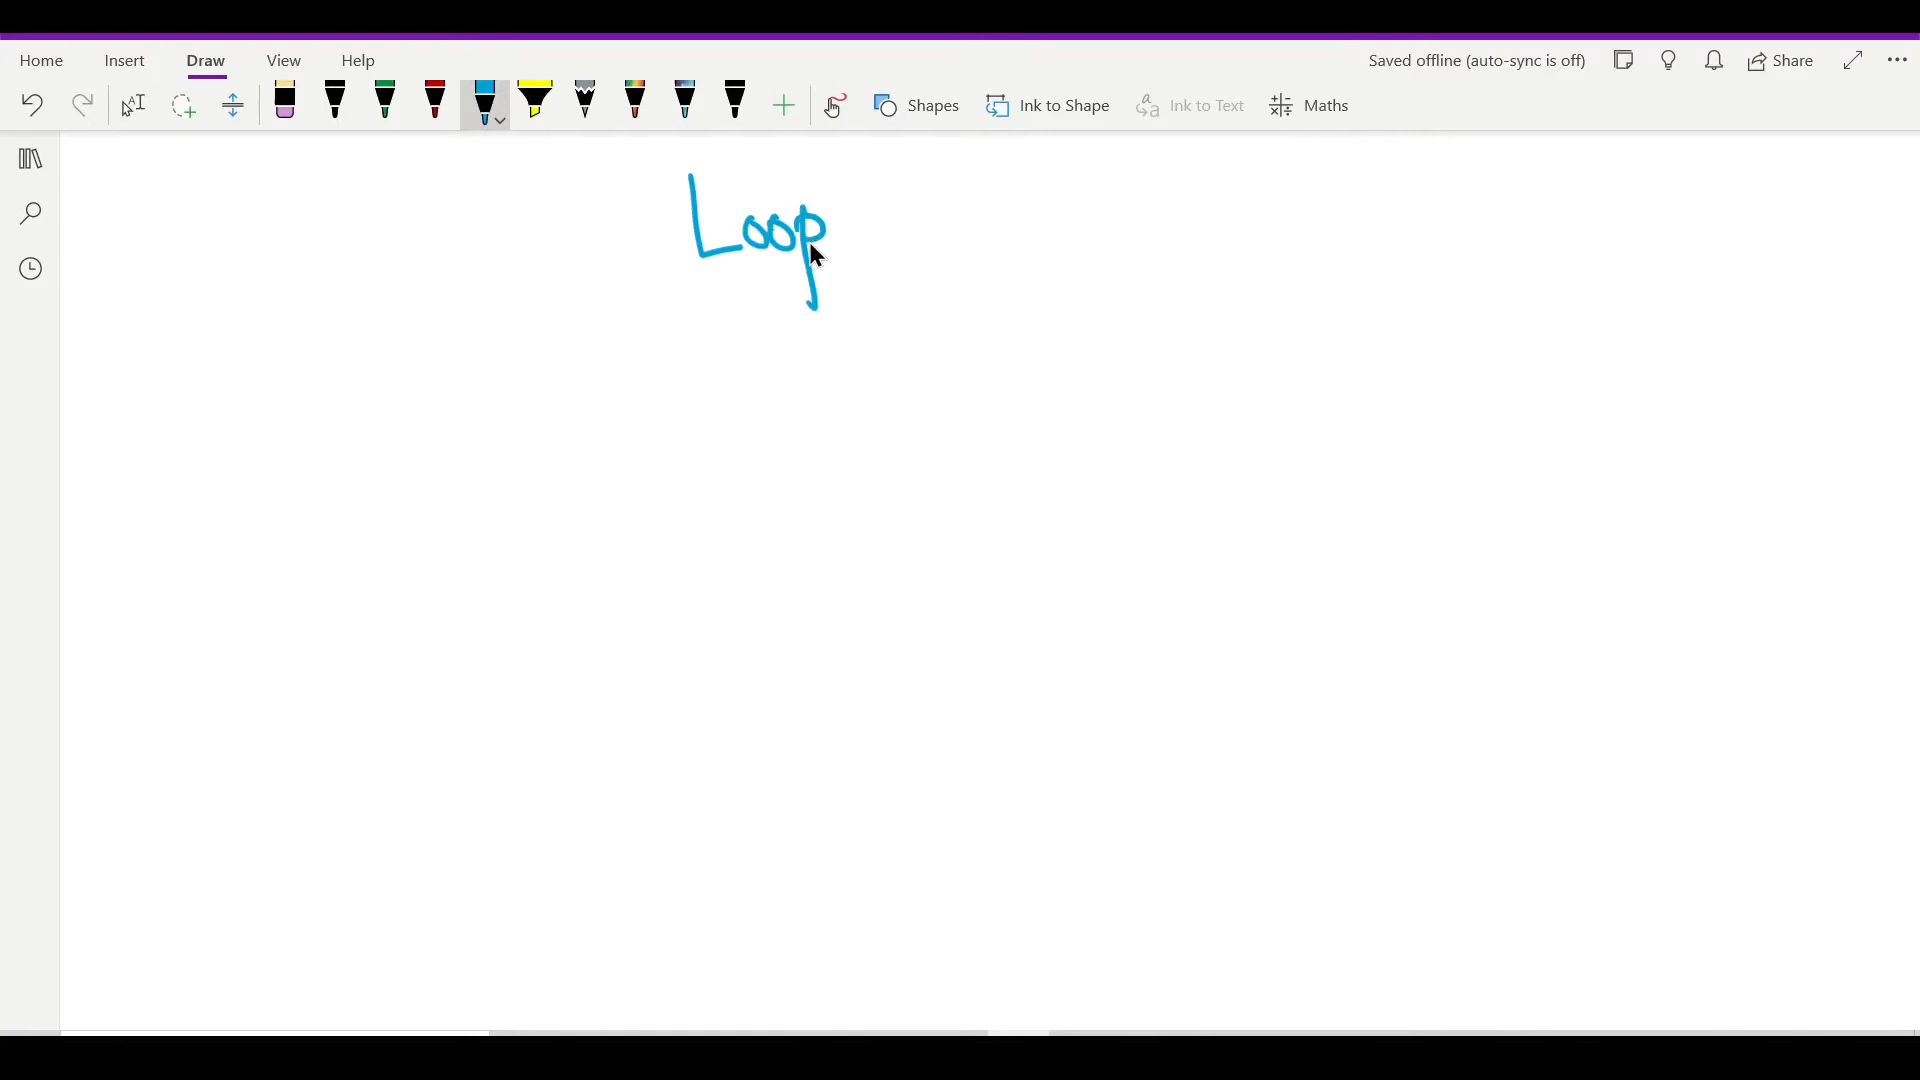 Home Insert Draw View Help Saved offline (auto-sync is off) Share
Shapes Ink to Shape Ink to Text Maths
Loop